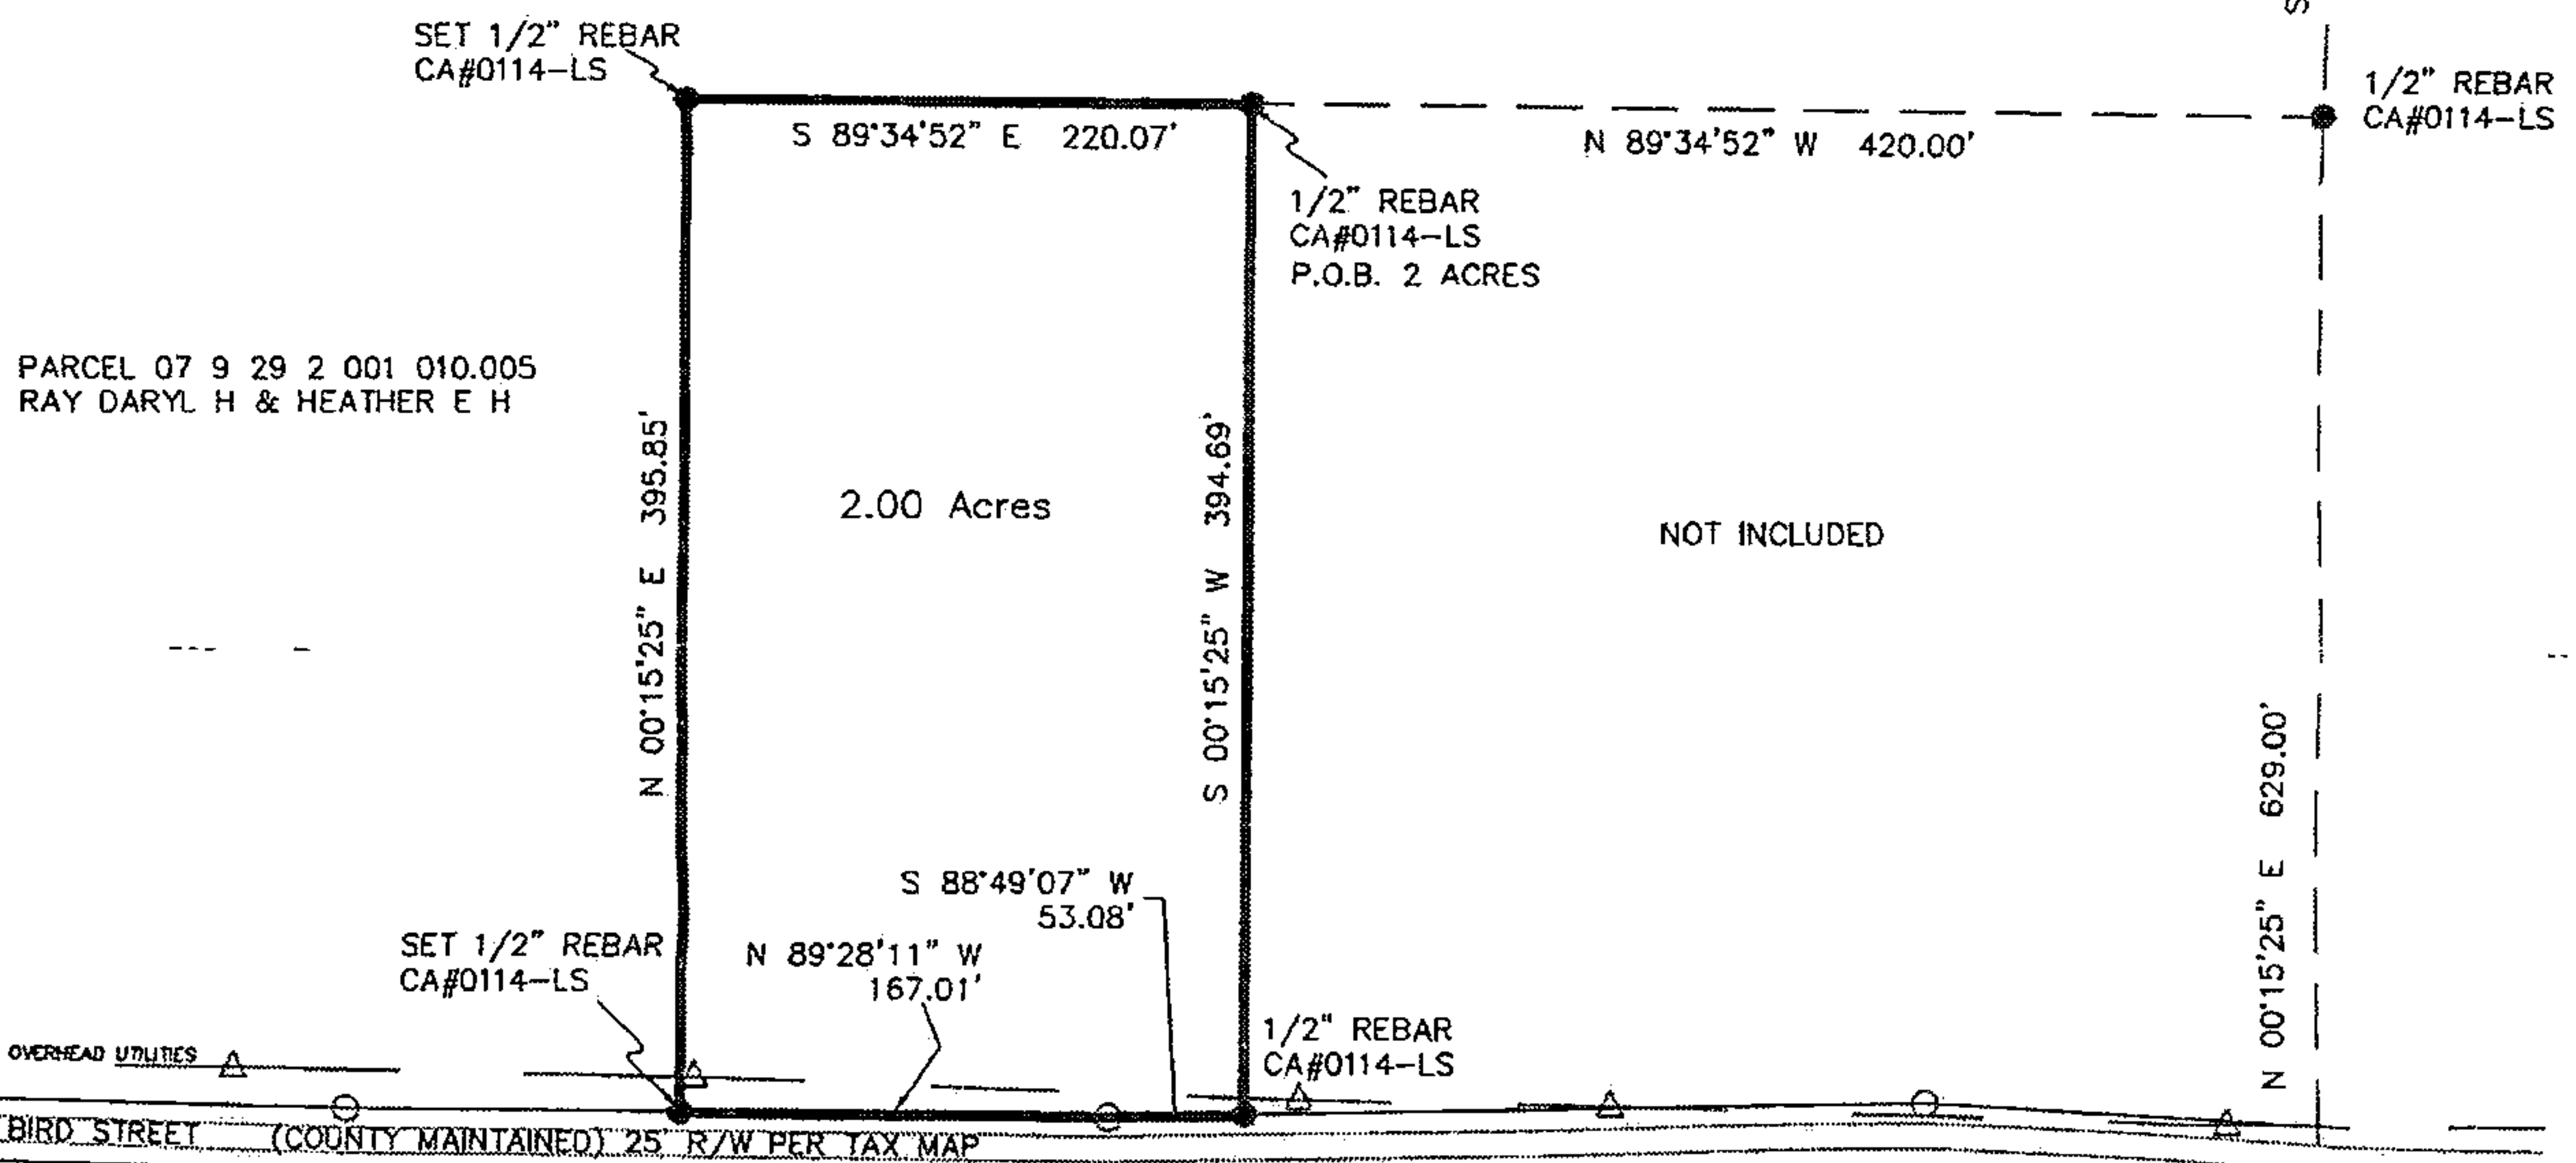 S
SET 1/2" REBAR
CA#0114-LS
1/2" REBAR
CA#0114-LS
S 89°34'52" E 220.07'
N 89°34'52" W 420.00'
1/2" REBAR
CA#0114-LS
P.O.B. 2 ACRES
PARCEL 07 9 29 2 001 010.005
RAY DARYL H & HEATHER E H
N 00°15'25" E 395.85'
2.00 Acres
S 00°15'25" W 394.69'
NOT INCLUDED
N 00°15'25" E 629.00'
S 88°49'07" W
53.08'
N 89°28'11" W
167.01'
SET 1/2" REBAR
CA#0114-LS
1/2" REBAR
CA#0114-LS
OVERHEAD UTILITIES
BIRD STREET (COUNTY MAINTAINED) 25' R/W PER TAX MAP